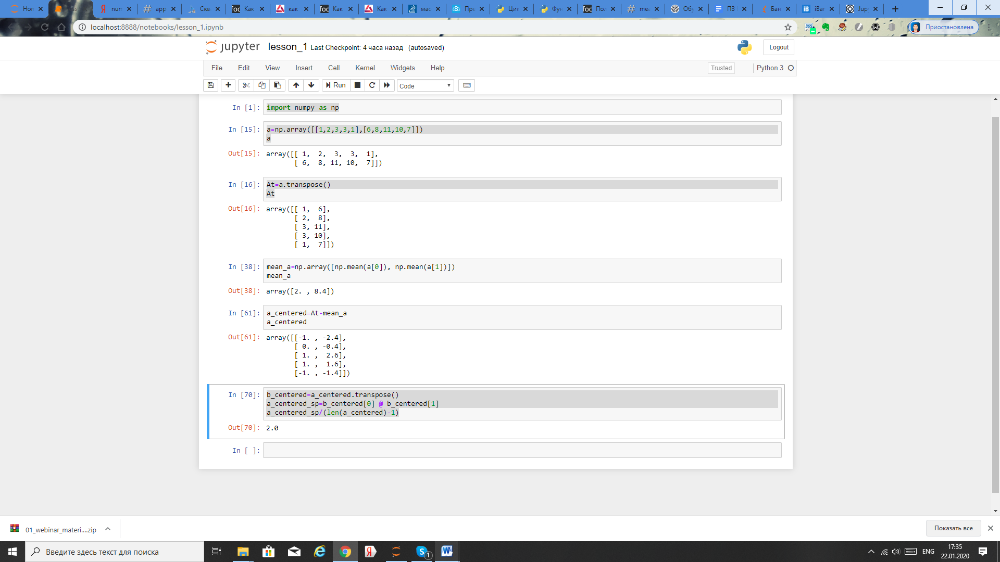 Hor
less
num
app
Скв
Как
как
Как
Как
мас
Пре
Цик
Фун
Пол
mea
Обу
ПЗ
Бан
iBar
Jup
localhost:8888/notebooks/lesson_1.ipynb
Приостановлена
jupyter lesson_1 Last Checkpoint: 4 часа назад (autosaved)
Logout
File Edit View Insert Cell Kernel Widgets Help
Trusted
Python 3
Run
Code
In [1]: import numpy as np
In [15]: a=np.array([[1,2,3,3,1],[6,8,11,10,7]])
a
Out[15]: array([[ 1,  2,  3,  3,  1],
[ 6,  8, 11, 10,  7]])
In [16]: At=a.transpose()
At
Out[16]: array([[ 1,  6],
[ 2,  8],
[ 3, 11],
[ 3, 10],
[ 1,  7]])
In [38]: mean_a=np.array([np.mean(a[0]), np.mean(a[1])])
mean_a
Out[38]: array([2. , 8.4])
In [61]: a_centered=At-mean_a
a_centered
Out[61]: array([[-1. , -2.4],
[ 0. , -0.4],
[ 1. ,  2.6],
[ 1. ,  1.6],
[-1. , -1.4]])
In [70]: b_centered=a_centered.transpose()
a_centered_sp=b_centered[0] @ b_centered[1]
a_centered_sp/(len(a_centered)-1)
Out[70]: 2.0
In [ ]:
01_webinar_materi....zip
Показать все
Введите здесь текст для поиска
ENG
17:35
22.01.2020